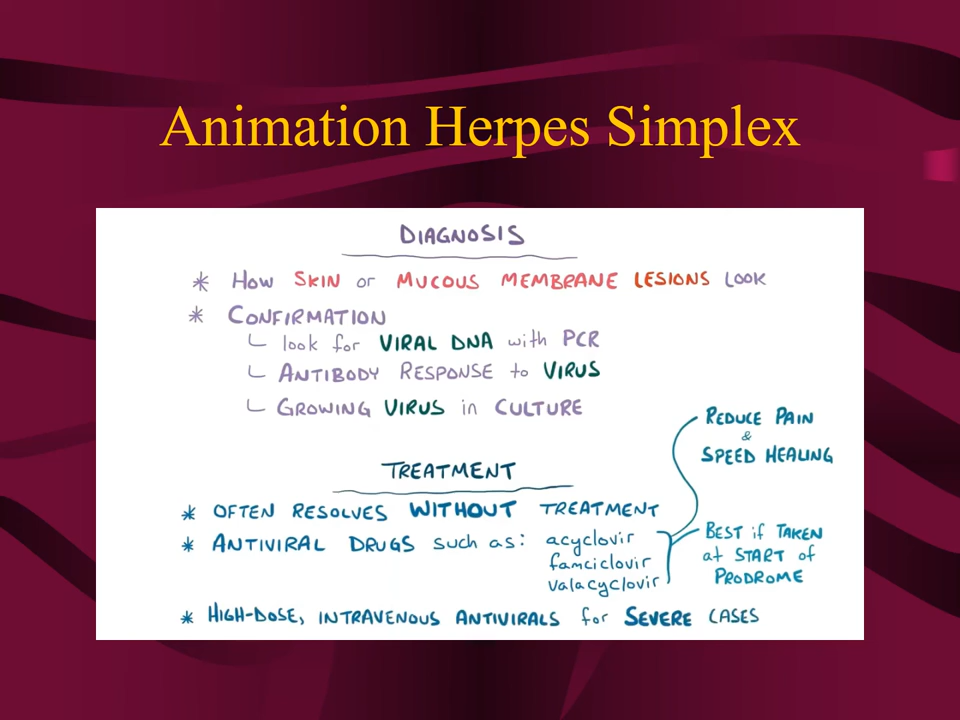 Animation Herpes Simplex
DIAGNOSIS
* HOW SKIN or MUCOUS MEMBRANE LESIONS LOOK
* CONFIRMATION
look for VIRAL DNA with PCR
ANTIBODY RESPONSE to VIRUS
GROWING VIRUS in CULTURE
TREATMENT
* OFTEN RESOLVES WITHOUT TREATMENT
* ANTIVIRAL DRUGS such as: acyclovir
famciclovir
valacyclovir
REDUCE PAIN
&
SPEED HEALING
BEST if TAKEN
at START of
PRODROME
* HIGH-DOSE, INTRAVENOUS ANTIVIRALS for SEVERE CASES